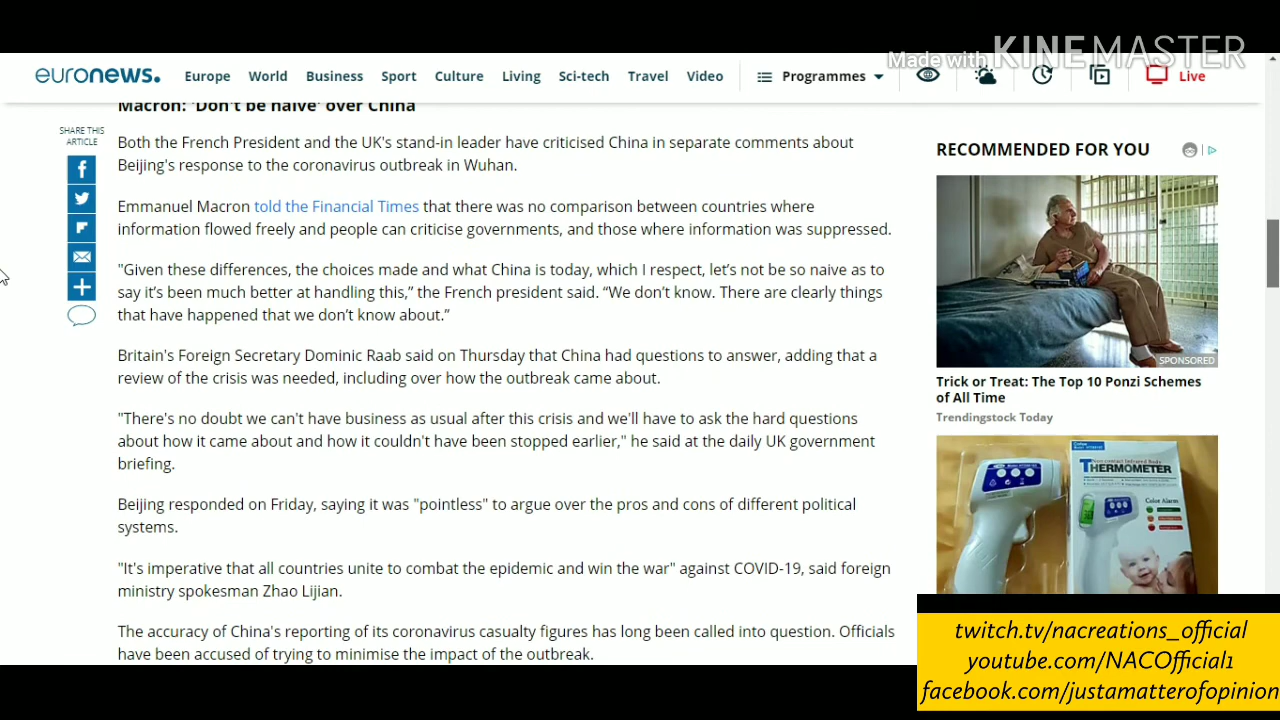 Made with KINEMASTER
euronews.
Europe World Business Sport Culture Living Sci-tech Travel Video Programmes Live
Macron: 'Don't be naive' over China
SHARE THIS
ARTICLE
Both the French President and the UK's stand-in leader have criticised China in separate comments about
Beijing's response to the coronavirus outbreak in Wuhan.
Emmanuel Macron told the Financial Times that there was no comparison between countries where
information flowed freely and people can criticise governments, and those where information was suppressed.
"Given these differences, the choices made and what China is today, which I respect, let’s not be so naive as to
say it’s been much better at handling this,” the French president said. “We don’t know. There are clearly things
that have happened that we don’t know about.”
Britain's Foreign Secretary Dominic Raab said on Thursday that China had questions to answer, adding that a
review of the crisis was needed, including over how the outbreak came about.
"There's no doubt we can't have business as usual after this crisis and we'll have to ask the hard questions
about how it came about and how it couldn't have been stopped earlier," he said at the daily UK government
briefing.
Beijing responded on Friday, saying it was "pointless" to argue over the pros and cons of different political
systems.
"It's imperative that all countries unite to combat the epidemic and win the war" against COVID-19, said foreign
ministry spokesman Zhao Lijian.
The accuracy of China's reporting of its coronavirus casualty figures has long been called into question. Officials
have been accused of trying to minimise the impact of the outbreak.
RECOMMENDED FOR YOU
SPONSORED
Trick or Treat: The Top 10 Ponzi Schemes
of All Time
Trendingstock Today
THERMOMETER
Color Alarm
twitch.tv/nacreations_official
youtube.com/NACOfficial1
facebook.com/justamatterofopinion